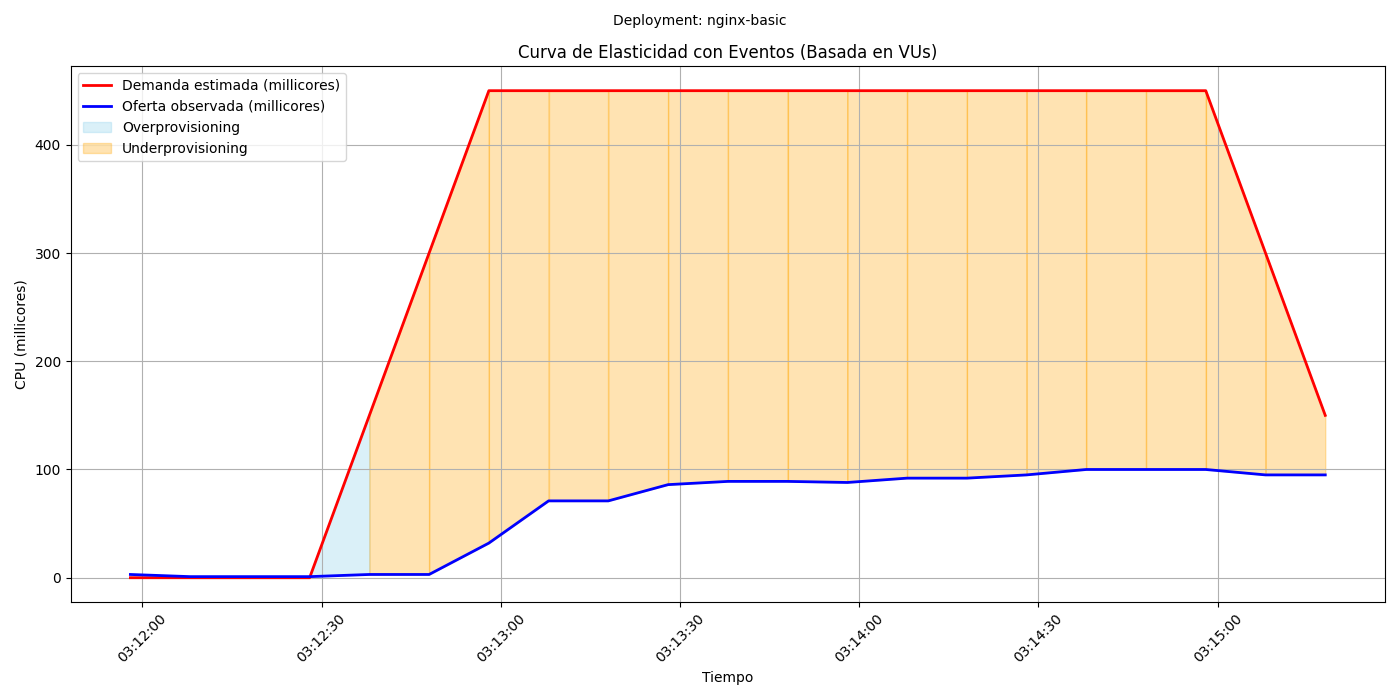 Deployment: nginx-basic
Curva de Elasticidad con Eventos (Basada en VUs)
Demanda estimada (millicores)
Oferta observada (millicores)
Overprovisioning
Underprovisioning
CPU (millicores)
400
300
200
100
0
03:12:00
03:12:30
03:13:00
03:13:30
03:14:00
03:14:30
03:15:00
Tiempo